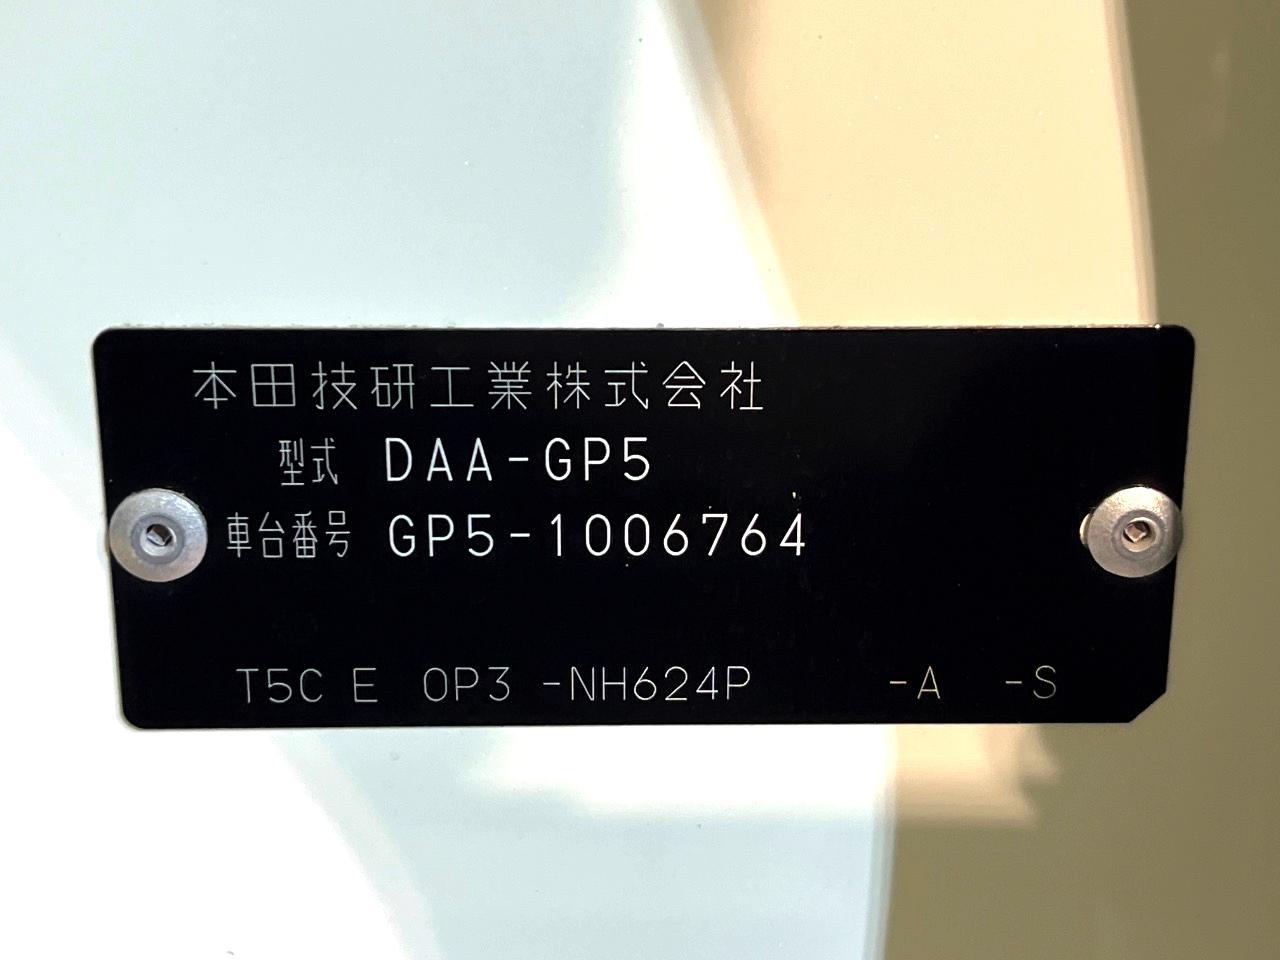 本田技研工業株式会社
型式 DAA-GP5
車台番号 GP5-1006764
T5C E 0P3 -NH624P -A -S